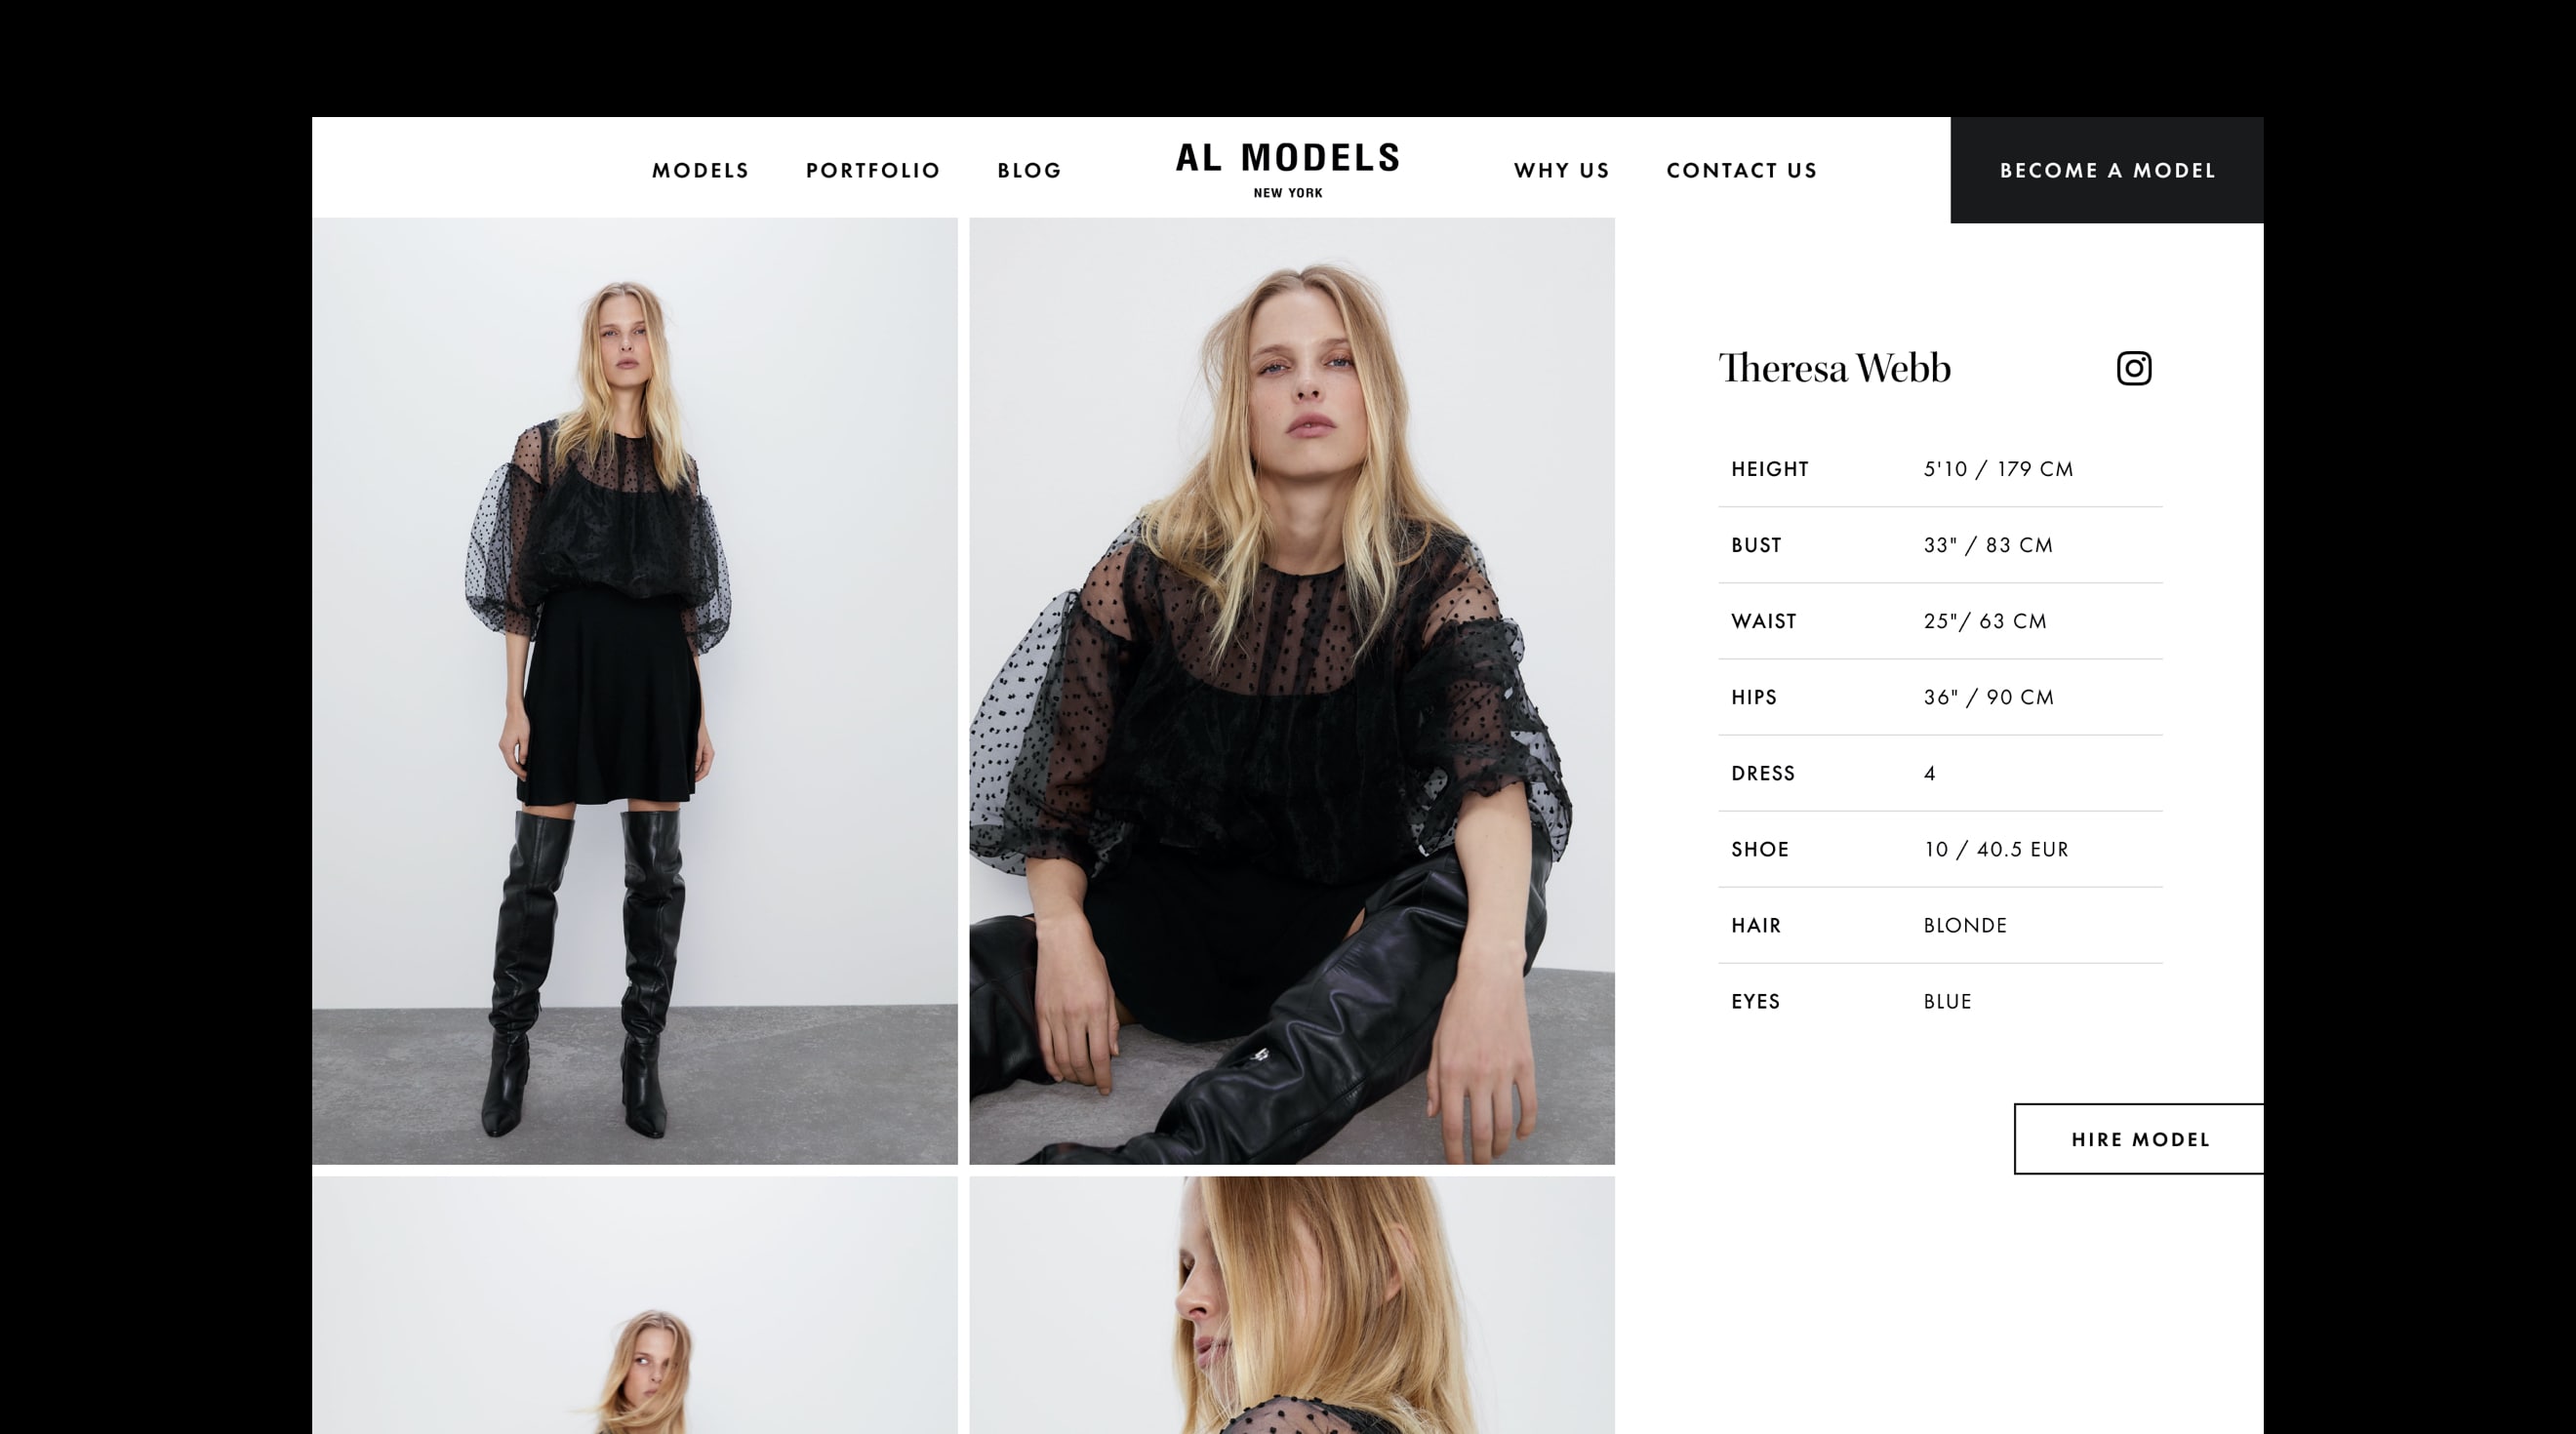 MODELS PORTFOLIO BLOG AL MODELS WHY US CONTACT US BECOME A MODEL
NEW YORK
Theresa Webb
HEIGHT 5'10 / 179 CM
BUST 33" / 83 CM
WAIST 25"/ 63 CM
HIPS 36" / 90 CM
DRESS 4
SHOE 10 / 40.5 EUR
HAIR BLONDE
EYES BLUE
HIRE MODEL